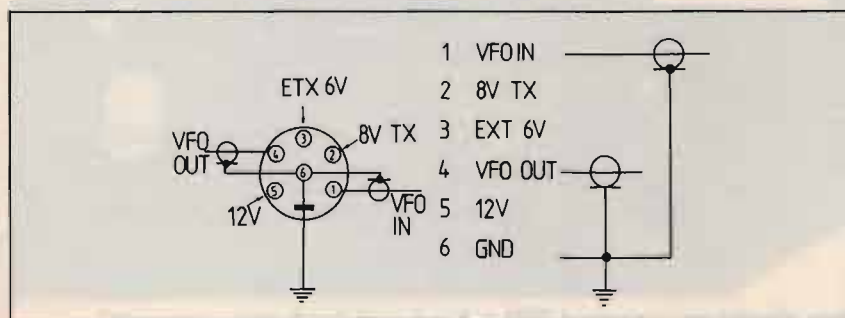 ETX 6V
3
VFO
OUT
4
2
8V TX
6
5
1
12V
VFO
IN
1 VFO IN
2 8V TX
3 EXT 6V
4 VFO OUT
5 12V
6 GND